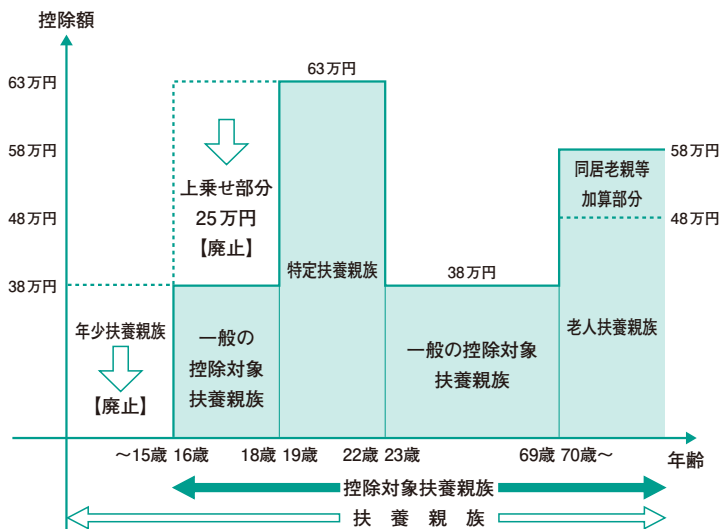 控除額
63万円
58万円
48万円
38万円
63万円
上乗せ部分
25万円
【廃止】
特定扶養親族
38万円
同居老親等
加算部分
58万円
48万円
年少扶養親族
【廃止】
一般の
控除対象
扶養親族
一般の控除対象
扶養親族
老人扶養親族
～15歳 16歳 18歳 19歳 22歳 23歳 69歳 70歳～
年齢
控除対象扶養親族
扶養親族